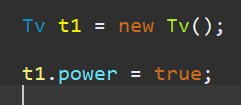 Tv t1 = new Tv();
t1.power = true;